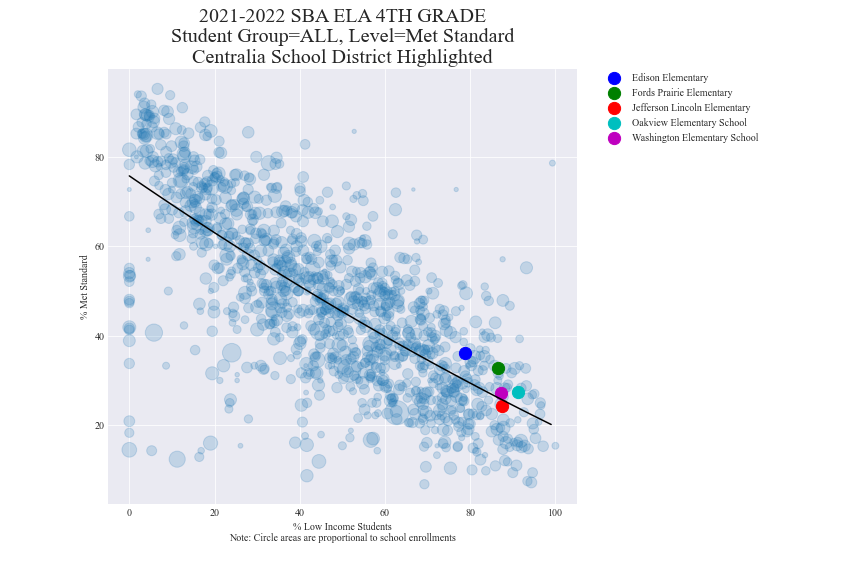 2021-2022 SBA ELA 4TH GRADE
Student Group=ALL, Level=Met Standard
Centralia School District Highlighted
Edison Elementary
Fords Prairie Elementary
Jefferson Lincoln Elementary
Oakview Elementary School
Washington Elementary School
80
60
40
20
% Met Standard
0 20 40 60 80 100
% Low Income Students
Note: Circle areas are proportional to school enrollments